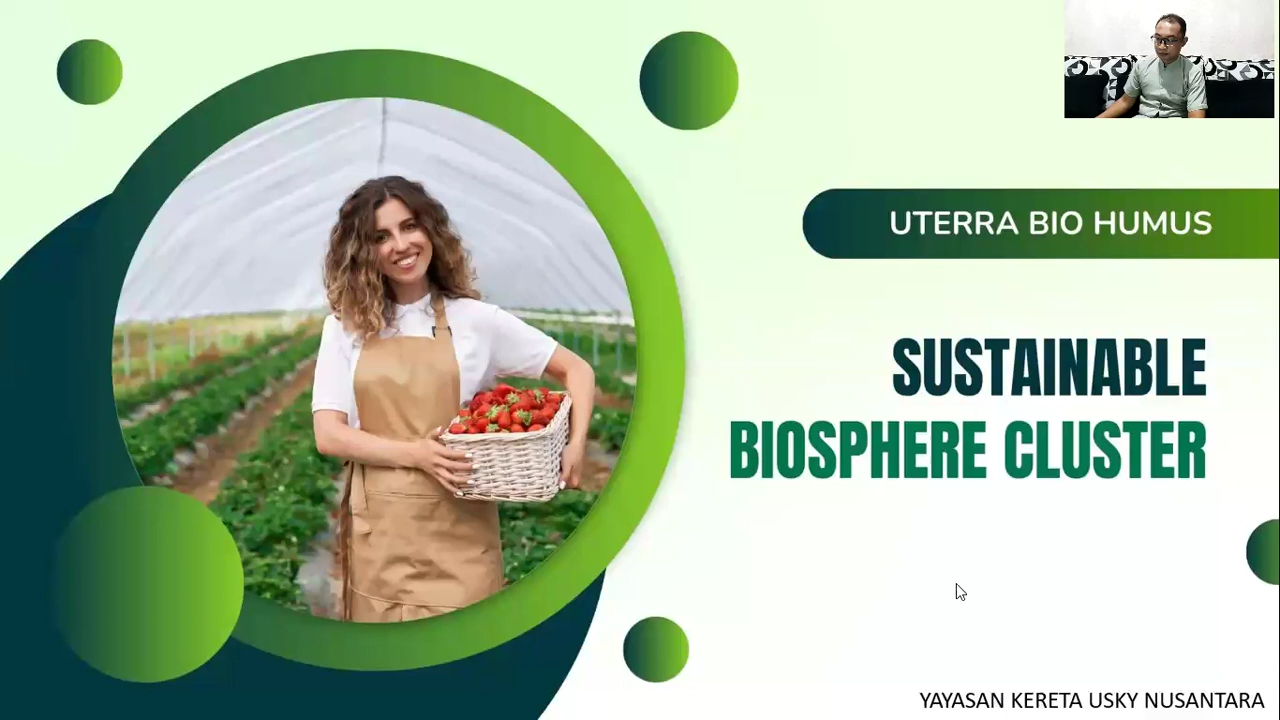 UTERRA BIO HUMUS
SUSTAINABLE
BIOSPHERE CLUSTER
YAYASAN KERETA USKY NUSANTARA